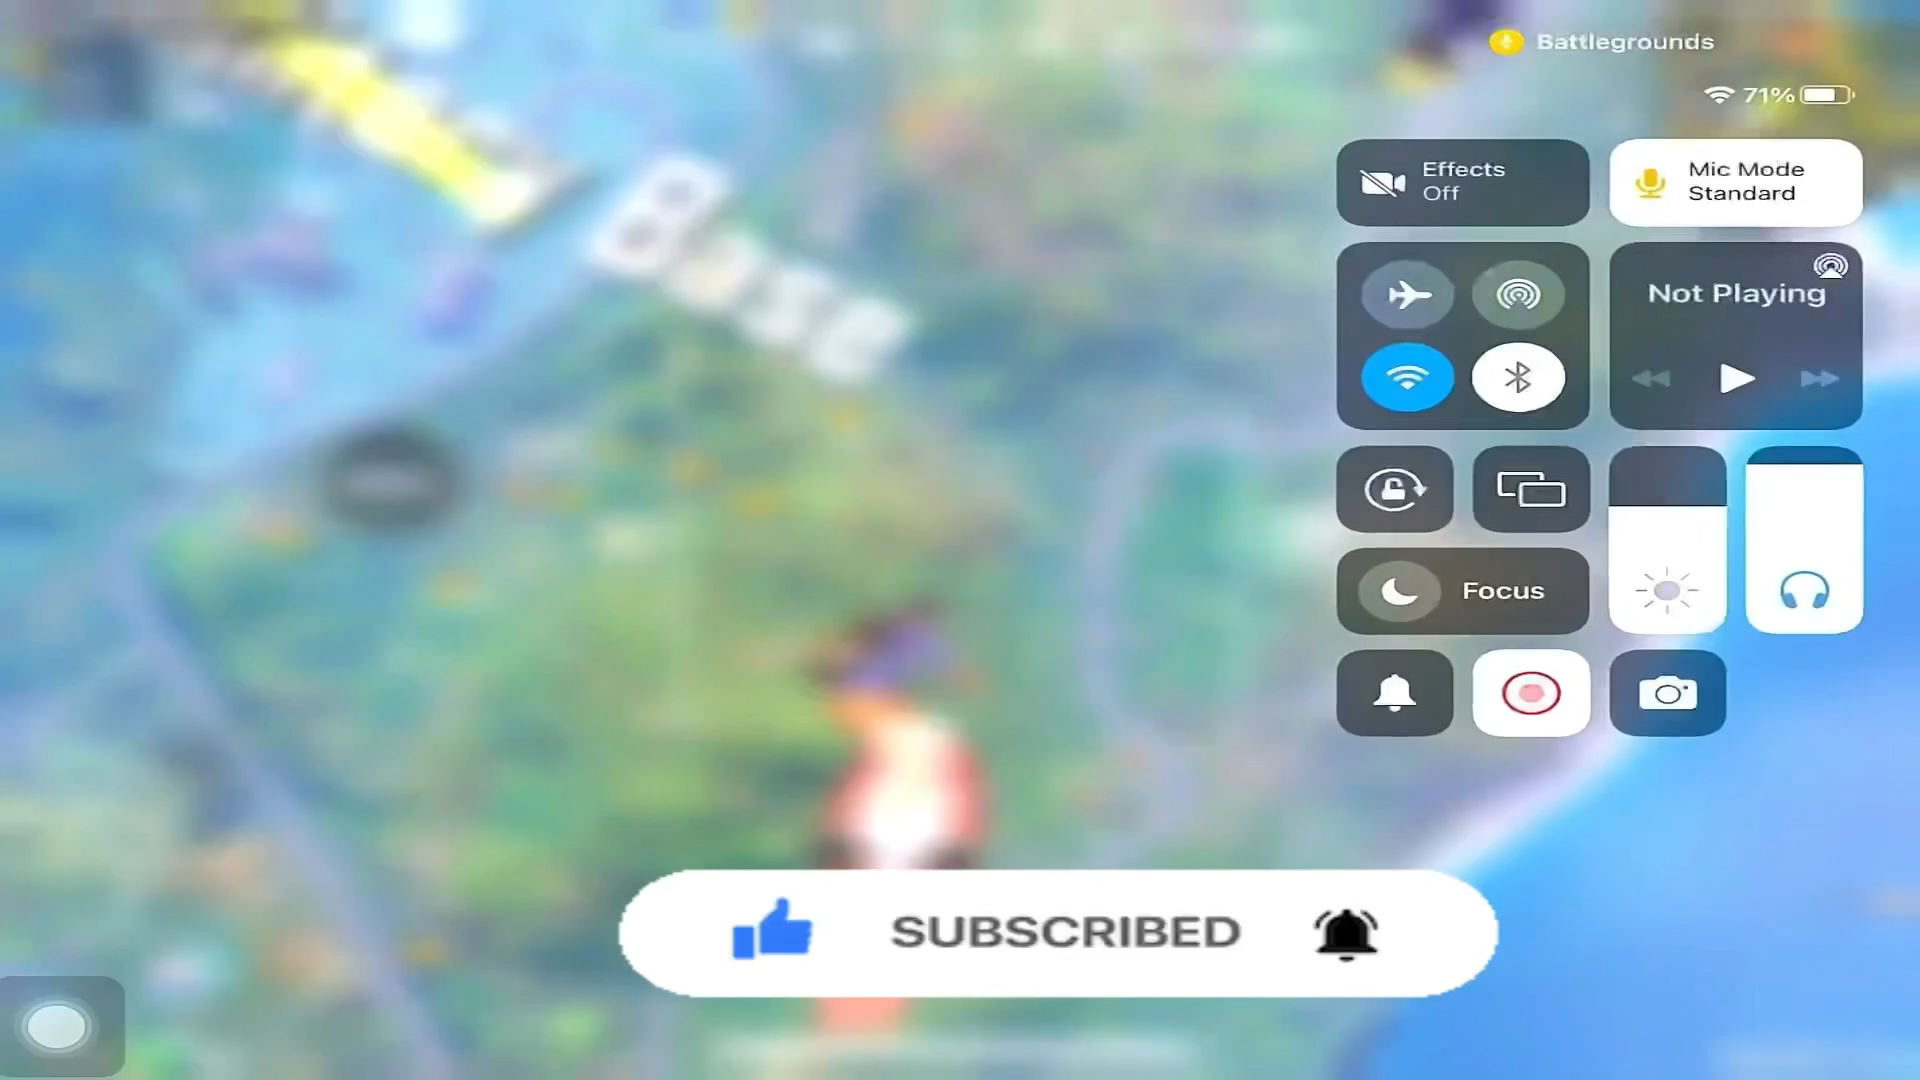 Battlegrounds
71%
Effects
Off
Mic Mode
Standard
Not Playing
Focus
SUBSCRIBED